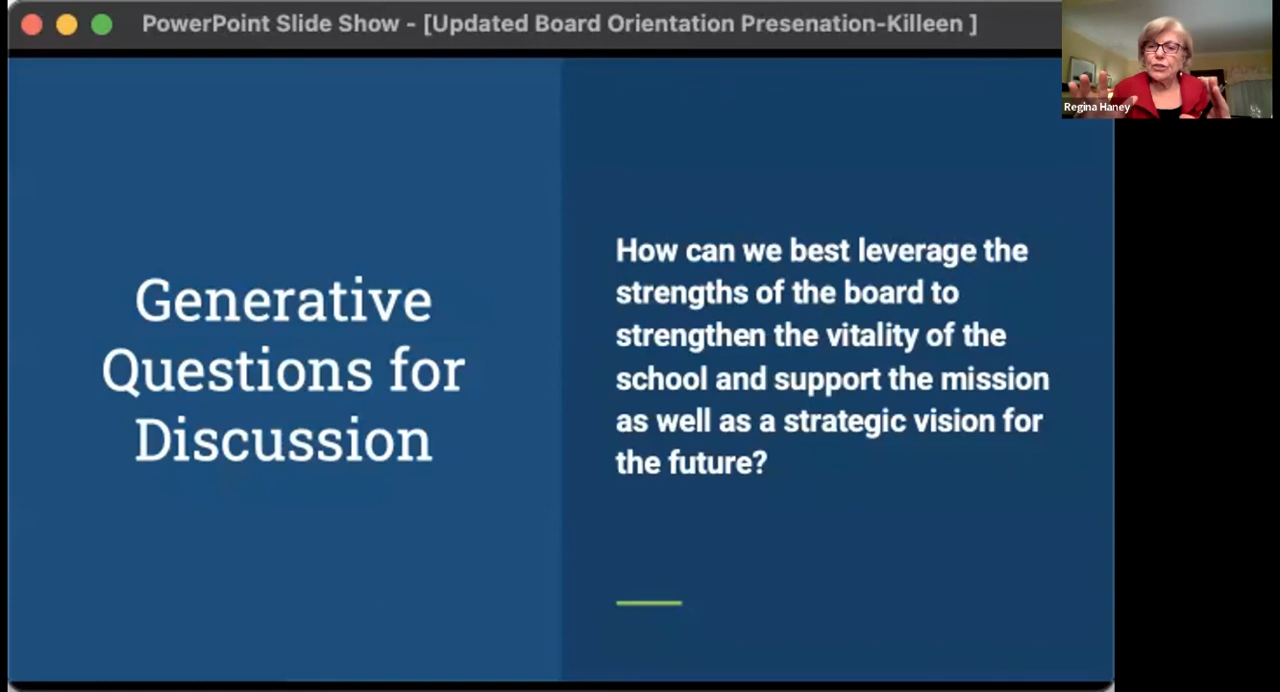 PowerPoint Slide Show - [Updated Board Orientation Presenation-Killeen ]
Regina Haney
Generative
Questions for
Discussion
How can we best leverage the
strengths of the board to
strengthen the vitality of the
school and support the mission
as well as a strategic vision for
the future?